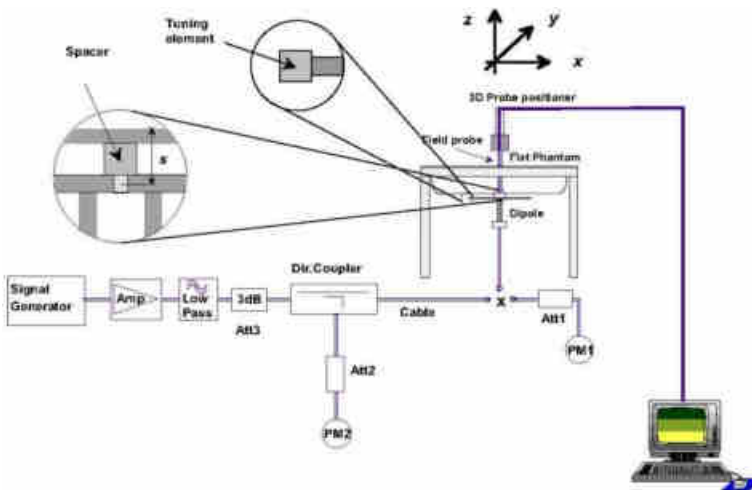 Tuning
element
Spacer
s
z
y
x
3D Probe positioner
Field probe
Flat Phantom
Dipole
Signal
Generator
Amp
Low
Pass
3dB
Att3
Dir.Coupler
Cable
x
Att1
PM1
Att2
PM2